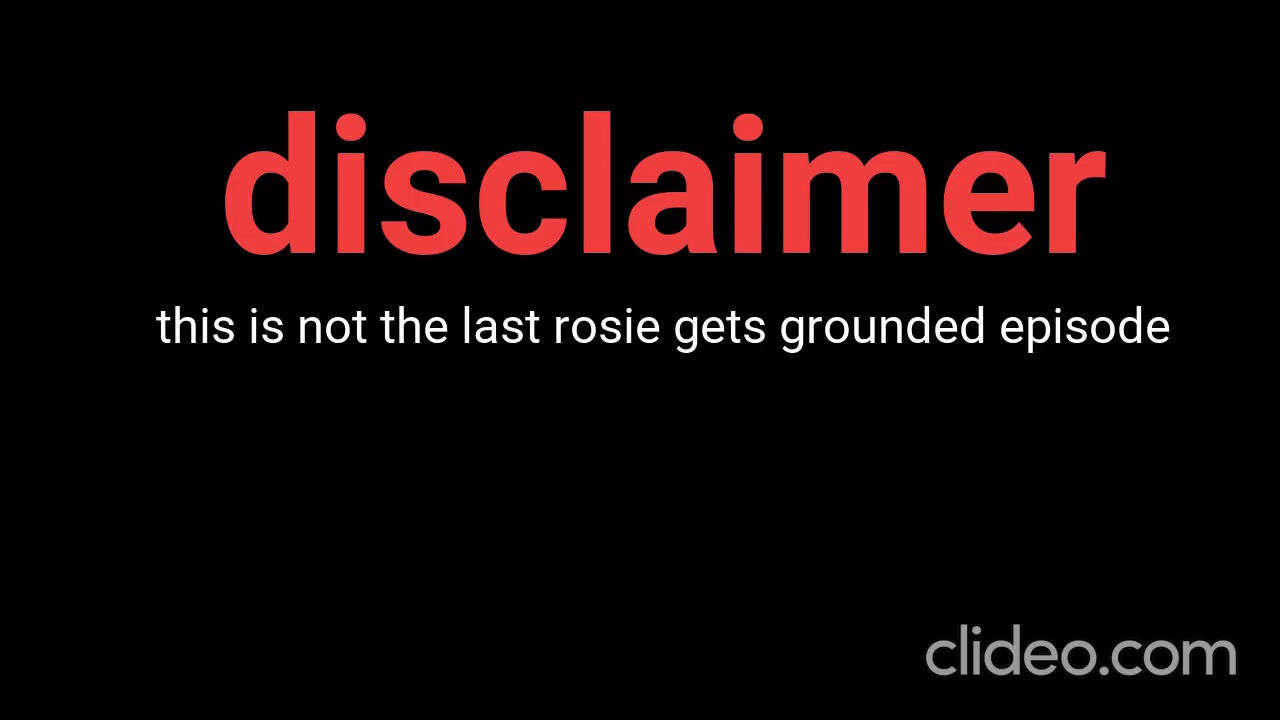 disclaimer
this is not the last rosie gets grounded episode
clideo.com